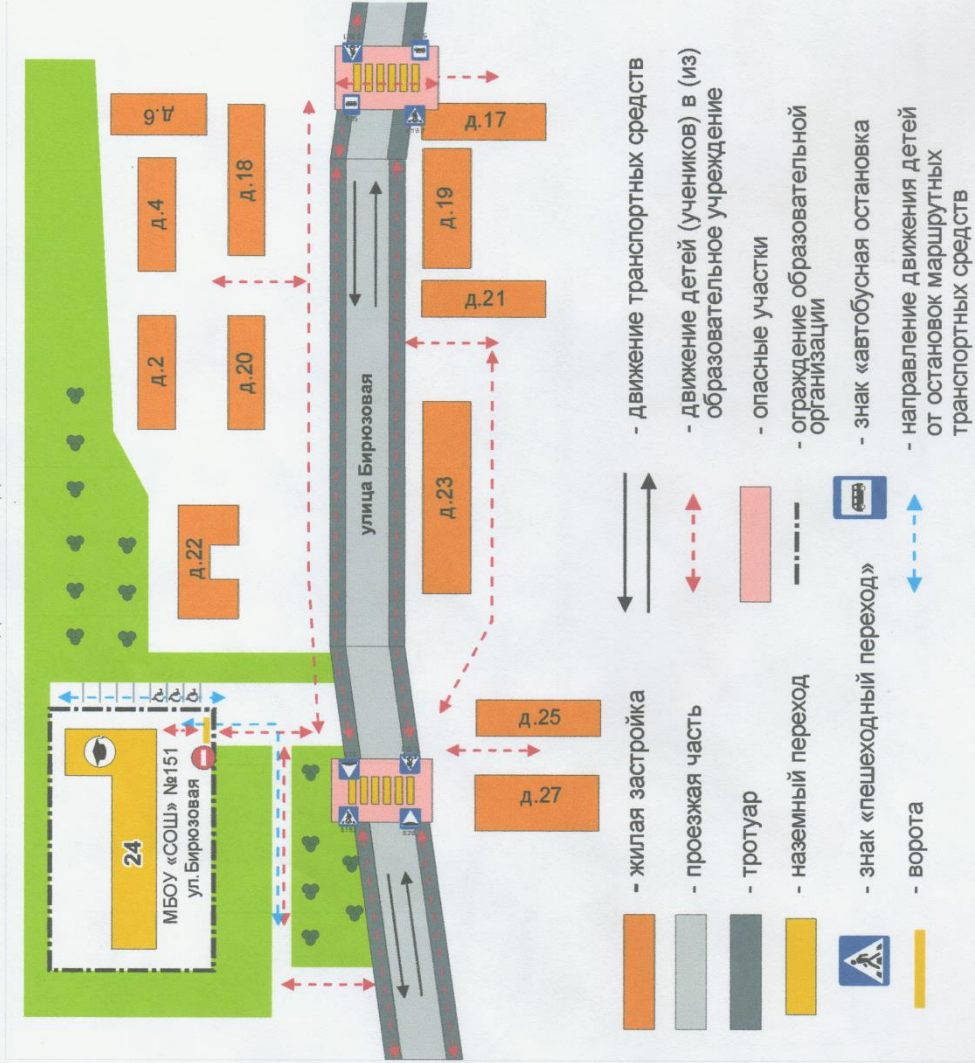 д.6
д.4
д.18
д.2
д.20
д.22
24
МБОУ «СОШ» №151
ул.Бирюзовая
улица Бирюзовая
д.17
д.19
д.21
д.23
д.25
д.27
- жилая застройка
- проезжая часть
- тротуар
- наземный переход
- знак «пешеходный переход»
- ворота
- движение транспортных средств
- движение детей (учеников) в (из)
образовательное учреждение
- опасные участки
- ограждение образовательной
организации
- знак «автобусная остановка
- направление движения детей
от остановок маршрутных
транспортных средств